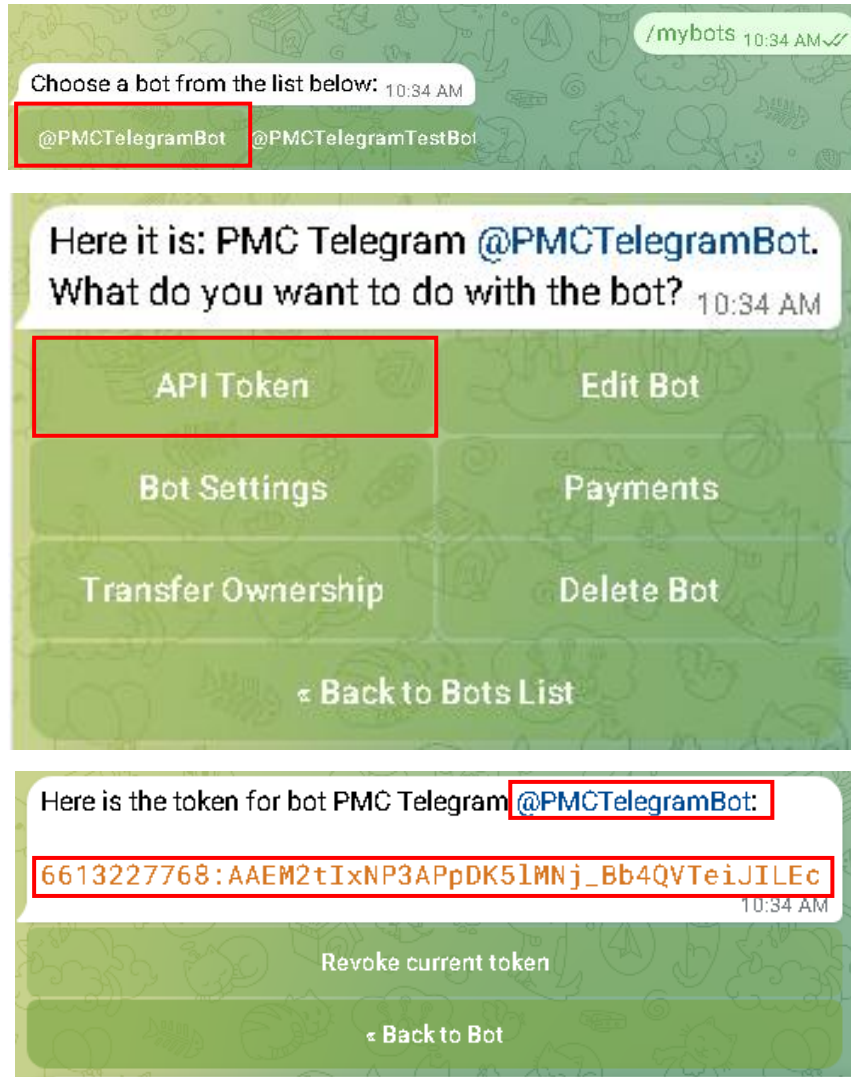 /mybots 10:34 AM
Choose a bot from the list below: 10:34 AM
@PMCTelegramBot @PMCTelegramTestBot
Here it is: PMC Telegram @PMCTelegramBot.
What do you want to do with the bot? 10:34 AM
API Token Edit Bot
Bot Settings Payments
Transfer Ownership Delete Bot
« Back to Bots List
Here is the token for bot PMC Telegram @PMCTelegramBot:
6613227768:AAEM2tIxNP3APpDK5lMNj_Bb4QVTeiJILEc
10:34 AM
Revoke current token
« Back to Bot